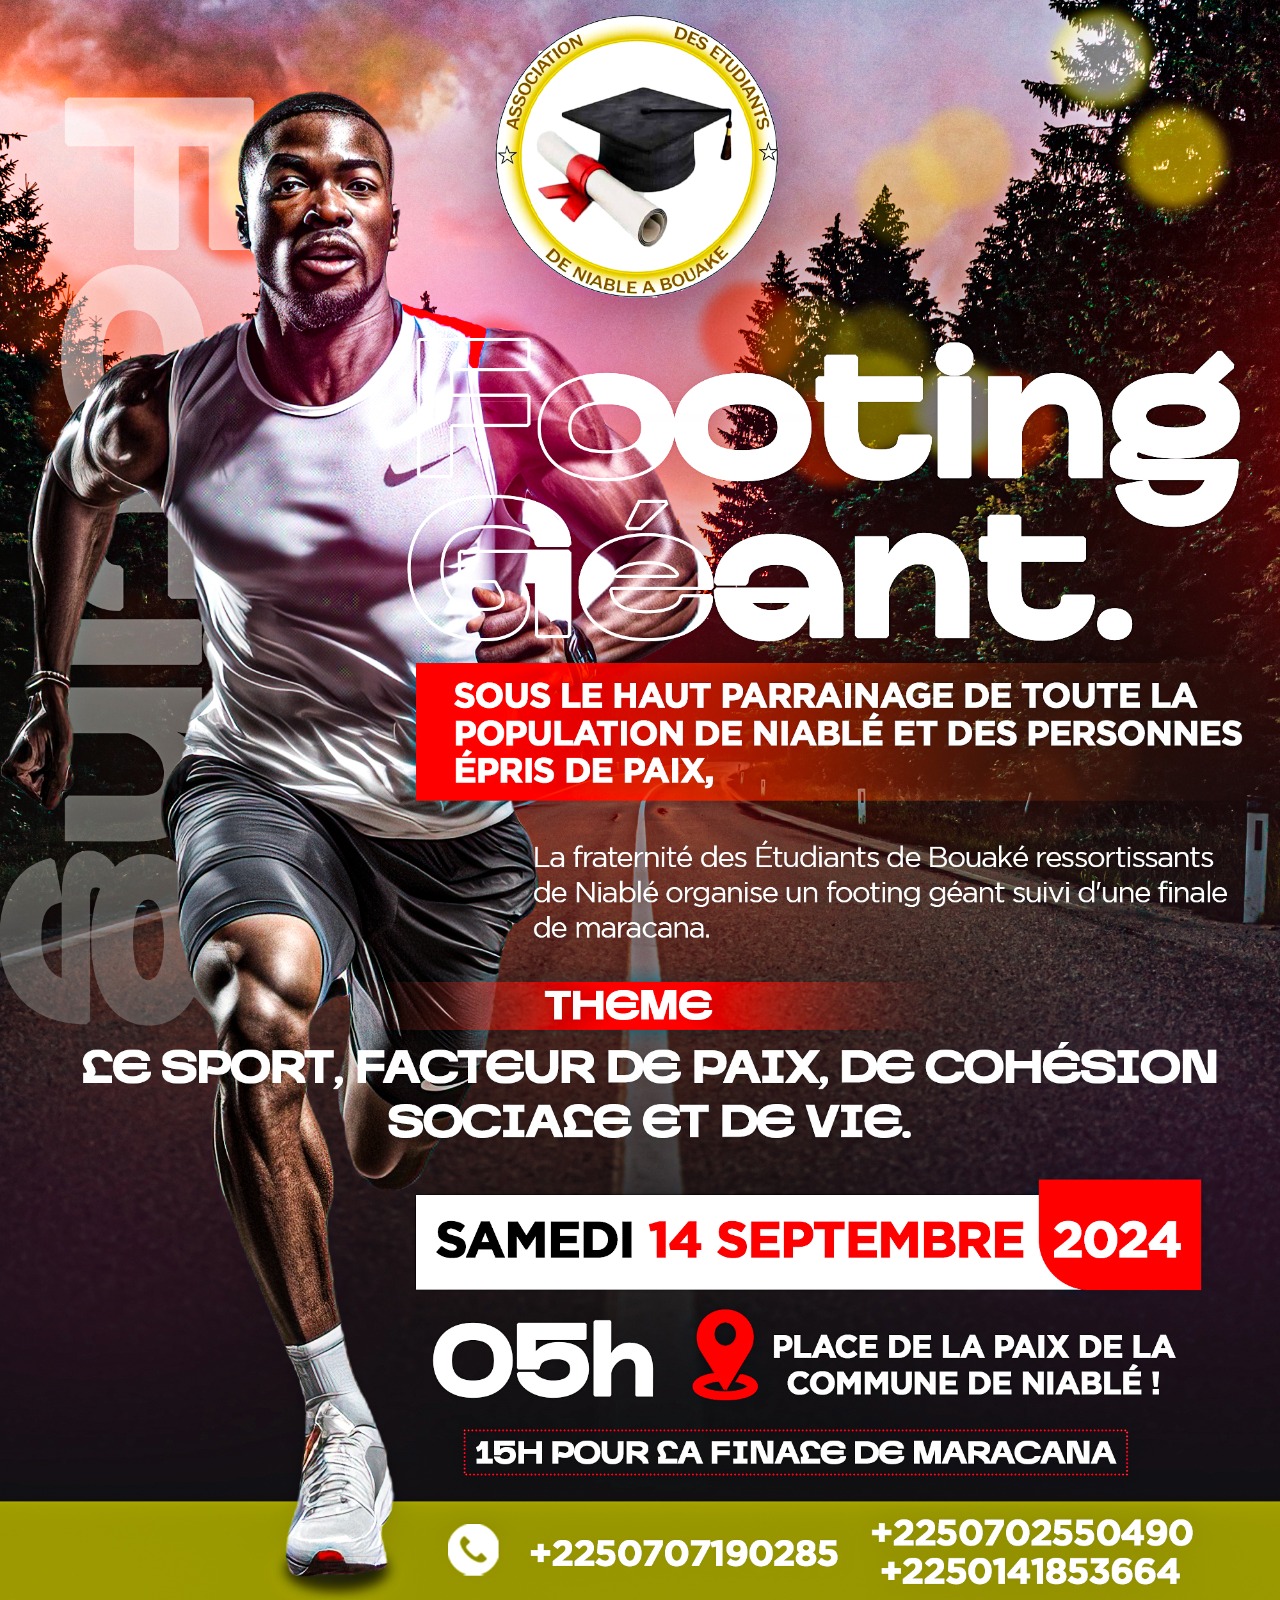 ASSOCIATION DES ETUDIANTS
DE NIABLE A BOUAKE
Footing
Footing
Géant.
SOUS LE HAUT PARRAINAGE DE TOUTE LA
POPULATION DE NIABLÉ ET DES PERSONNES
ÉPRIS DE PAIX,
La fraternité des Étudiants de Bouaké ressortissants
de Niablé organise un footing géant suivi d'une finale
de maracana.
THEME
LE SPORT, FACTEUR DE PAIX, DE COHÉSION
SOCIALE ET DE VIE.
SAMEDI 14 SEPTEMBRE 2024
05h
PLACE DE LA PAIX DE LA
COMMUNE DE NIABLÉ !
15H POUR LA FINALE DE MARACANA
+2250707190285
+2250702550490
+2250141853664